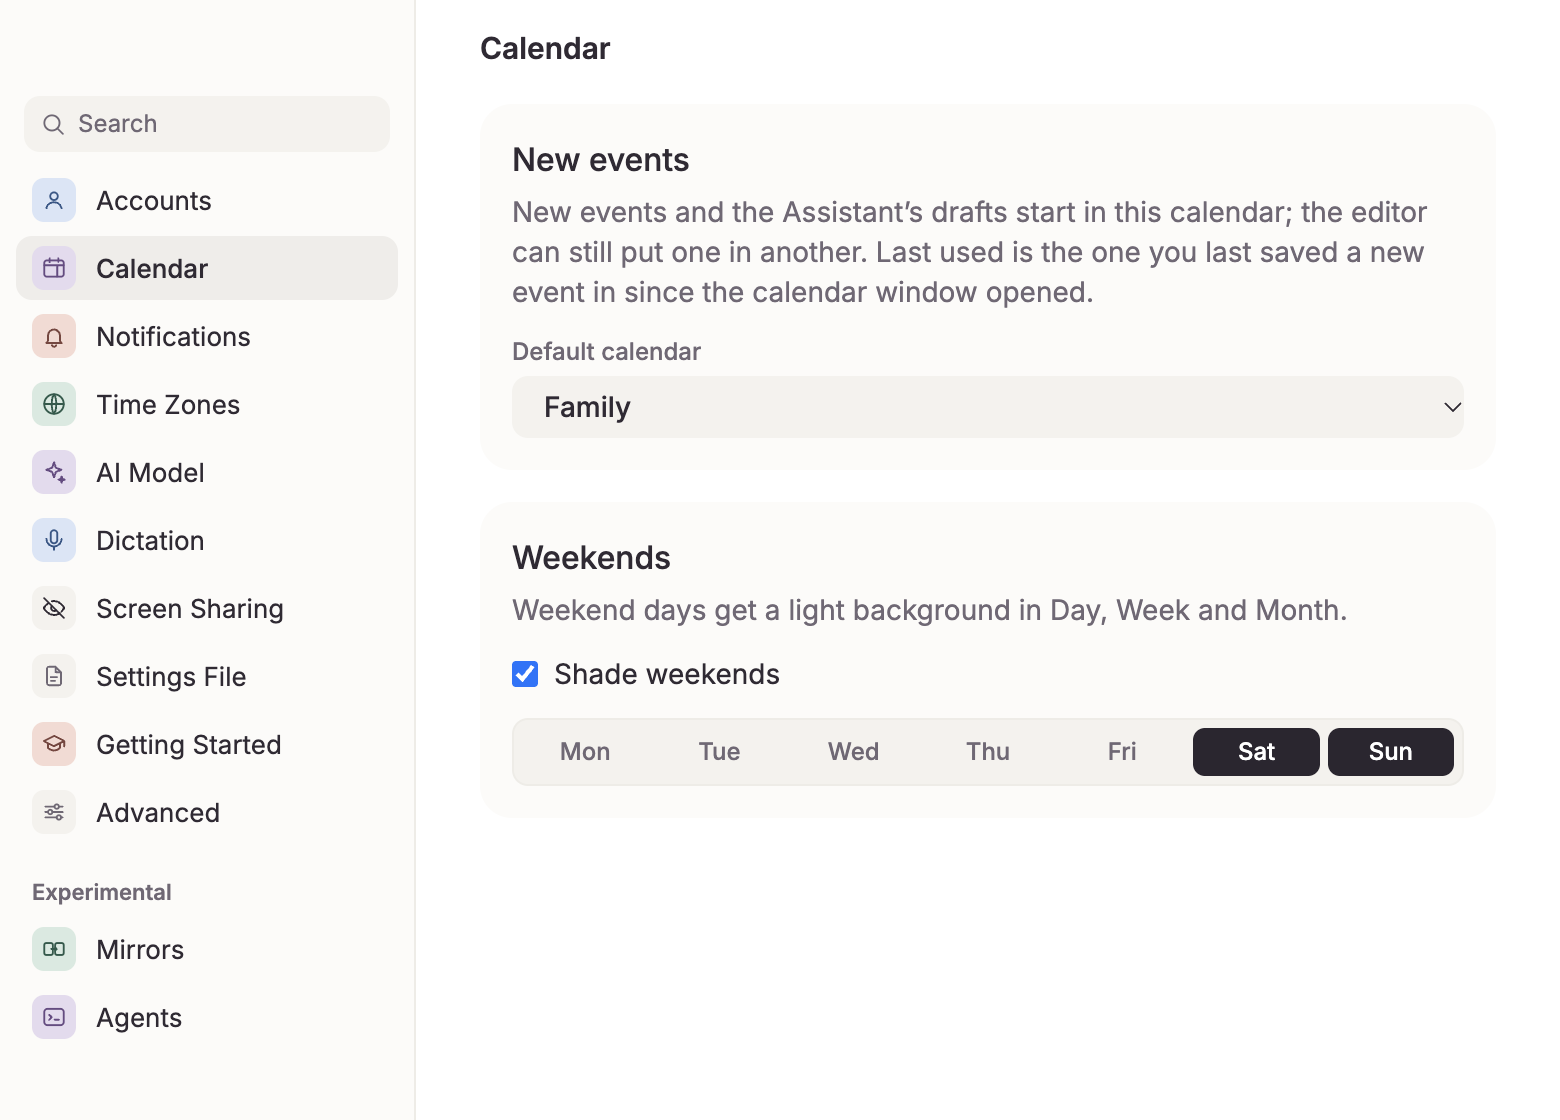 Search
Accounts
Calendar
Notifications
Time Zones
AI Model
Dictation
Screen Sharing
Settings File
Getting Started
Advanced
Experimental
Mirrors
Agents
Calendar
New events
New events and the Assistant’s drafts start in this calendar; the editor
can still put one in another. Last used is the one you last saved a new
event in since the calendar window opened.
Default calendar
Family
Weekends
Weekend days get a light background in Day, Week and Month.
Shade weekends
Mon Tue Wed Thu Fri Sat Sun